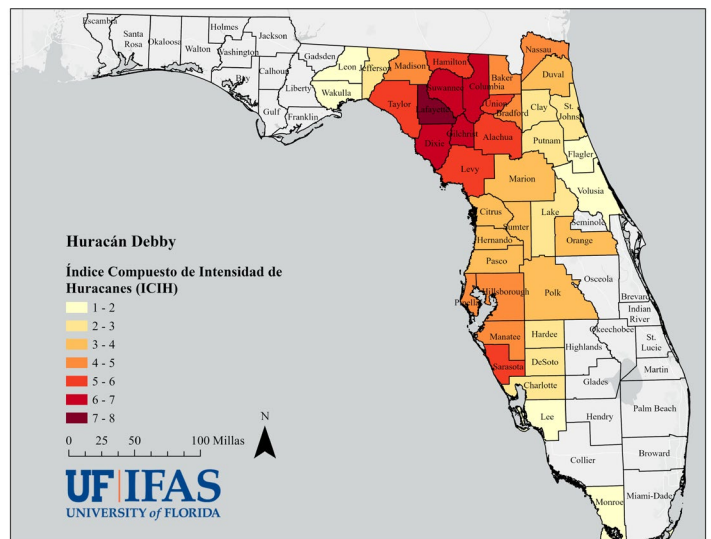 Escambia
Santa
Rosa
Okaloosa
Walton
Holmes
Washington
Jackson
Bay
Calhoun
Gulf
Gadsden
Liberty
Franklin
Leon
Jefferson
Wakulla
Madison
Taylor
Hamilton
Suwannee
Lafayette
Columbia
Dixie
Gilchrist
Baker
Union
Bradford
Alachua
Levy
Nassau
Duval
Clay
St.
Johns
Putnam
Flagler
Marion
Volusia
Citrus
Sumter
Lake
Seminole
Hernando
Orange
Pasco
Hillsborough
Pinellas
Polk
Osceola
Brevard
Indian
River
Manatee
Hardee
Highlands
Okeechobee
St.
Lucie
Sarasota
DeSoto
Martin
Charlotte
Glades
Lee
Hendry
Palm Beach
Collier
Broward
Monroe
Miami-Dade
Huracán Debby
Índice Compuesto de Intensidad de
Huracanes (ICIH)
1 - 2
2 - 3
3 - 4
4 - 5
5 - 6
6 - 7
7 - 8
N
0 25 50 100 Millas
UF IFAS
UNIVERSITY of FLORIDA